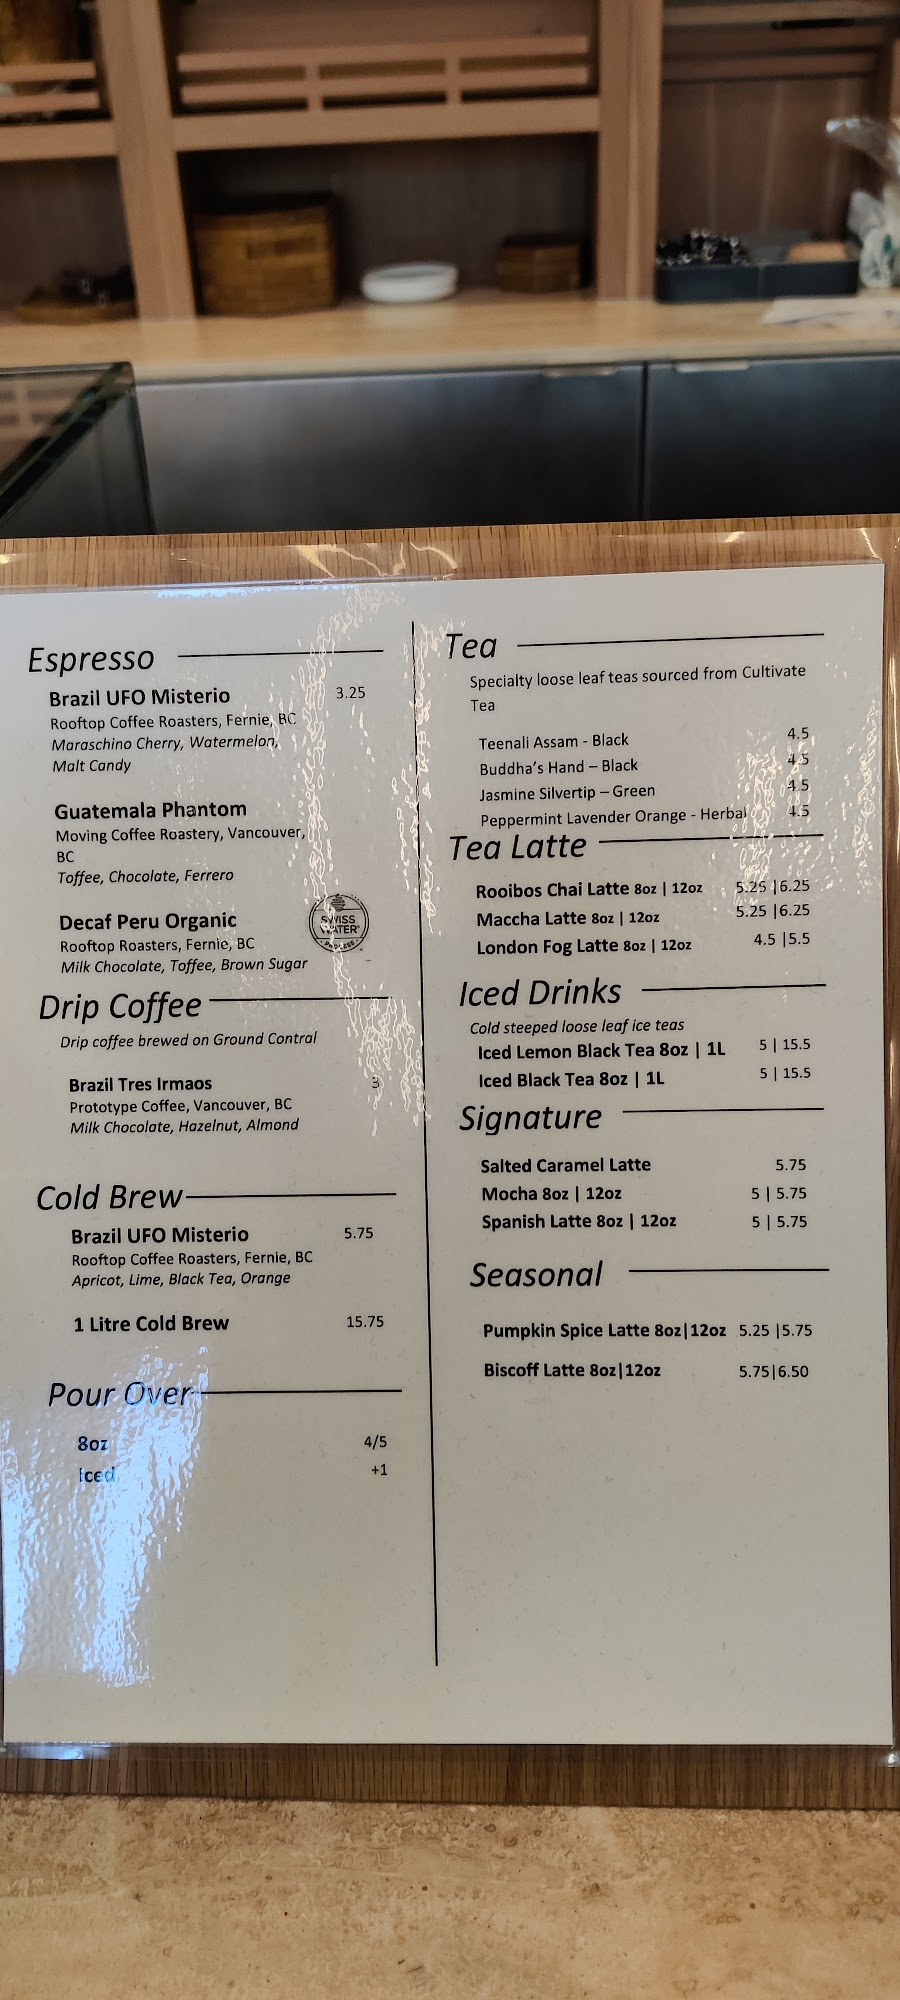 Espresso
Brazil UFO Misterio 3.25
Rooftop Coffee Roasters, Fernie, BC
Maraschino Cherry, Watermelon,
Malt Candy
Guatemala Phantom
Moving Coffee Roastery, Vancouver,
BC
Toffee, Chocolate, Ferrero
Decaf Peru Organic
Rooftop Roasters, Fernie, BC
Milk Chocolate, Toffee, Brown Sugar
SWISS
WATER
PROCESS
Drip Coffee
Drip coffee brewed on Ground Contral
Brazil Tres Irmaos 3
Prototype Coffee, Vancouver, BC
Milk Chocolate, Hazelnut, Almond
Cold Brew
Brazil UFO Misterio 5.75
Rooftop Coffee Roasters, Fernie, BC
Apricot, Lime, Black Tea, Orange
1 Litre Cold Brew 15.75
Pour Over
8oz 4/5
Iced +1
Tea
Specialty loose leaf teas sourced from Cultivate
Tea
Teenali Assam - Black 4.5
Buddha's Hand – Black 4.5
Jasmine Silvertip – Green 4.5
Peppermint Lavender Orange - Herbal 4.5
Tea Latte
Rooibos Chai Latte 8oz | 12oz 5.25 |6.25
Maccha Latte 8oz | 12oz 5.25 |6.25
London Fog Latte 8oz | 12oz 4.5 |5.5
Iced Drinks
Cold steeped loose leaf ice teas
Iced Lemon Black Tea 8oz | 1L 5 | 15.5
Iced Black Tea 8oz | 1L 5 | 15.5
Signature
Salted Caramel Latte 5.75
Mocha 8oz | 12oz 5 | 5.75
Spanish Latte 8oz | 12oz 5 | 5.75
Seasonal
Pumpkin Spice Latte 8oz|12oz 5.25 |5.75
Biscoff Latte 8oz|12oz 5.75|6.50